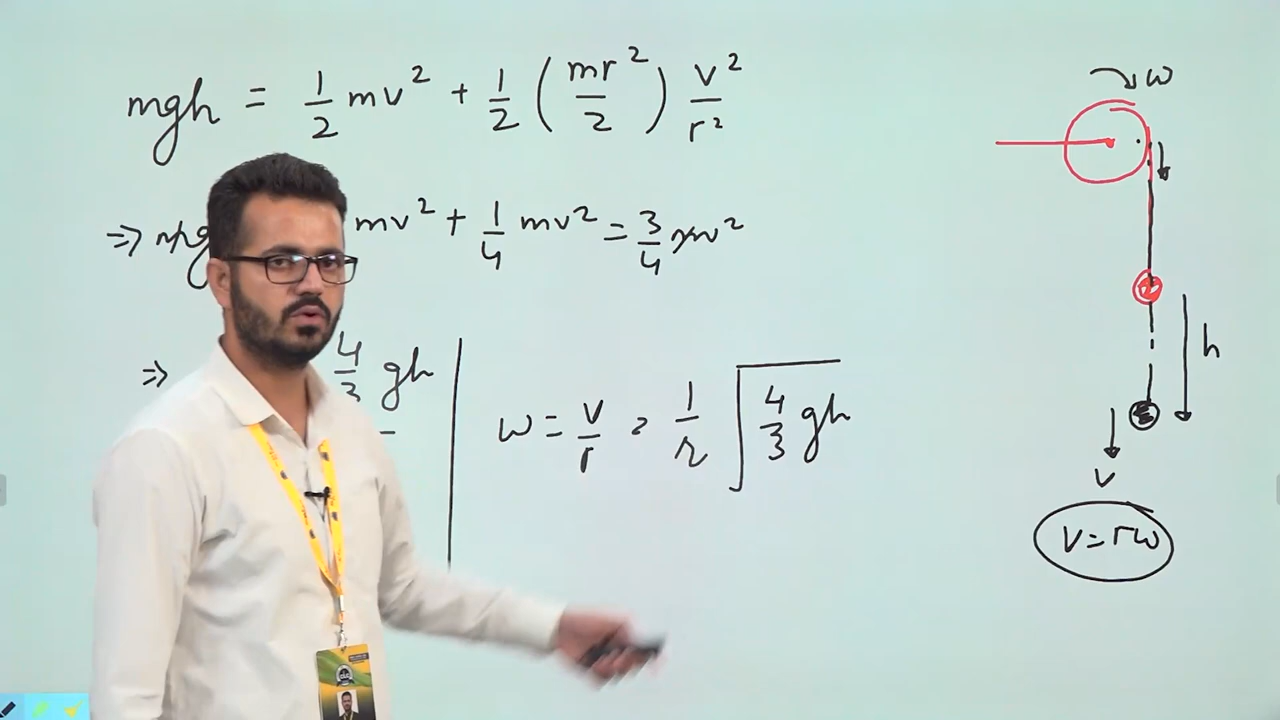 mgh = 1/2 mv² + 1/2 (mr²/2) v²/r²
⇒ mg mv² + 1/4 mv² = 3/4 mv²
⇒ 4/3 gh
ω = v/r = 1/r √(4/3 gh)
ω
h
v
v = rω